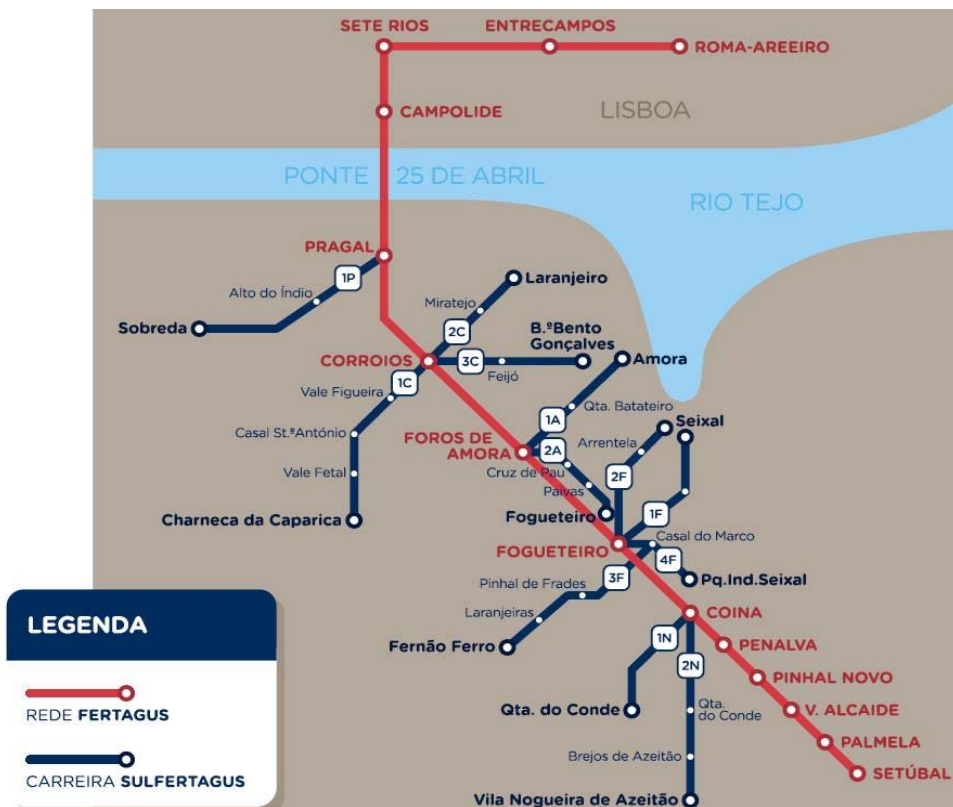 SETE RIOS
ENTRECAMPOS
ROMA-AREEIRO
CAMPOLIDE
LISBOA
PONTE 25 DE ABRIL
RIO TEJO
PRAGAL
1P
Alto do Índio
Sobreda
Laranjeiro
Miratejo
2C
B.ºBento
Gonçalves
CORROIOS
3C
Feijó
Amora
1C
Vale Figueira
Qta. Batateiro
Casal St.ºAntónio
1A
Seixal
FOROS DE
AMORA
2A
Arrentela
Vale Fetal
Cruz de Pau
2F
Paivas
Charneca da Caparica
Fogueteiro
1F
FOGUETEIRO
Casal do Marco
4F
3F
Pinhal de Frades
Pq.Ind.Seixal
Laranjeiras
COINA
Fernão Ferro
1N
PENALVA
2N
PINHAL NOVO
Qta. do Conde
Qta.
do Conde
V. ALCAIDE
Brejos de Azeitão
PALMELA
SETÚBAL
Vila Nogueira de Azeitão
LEGENDA
REDE FERTAGUS
CARREIRA SULFERTAGUS